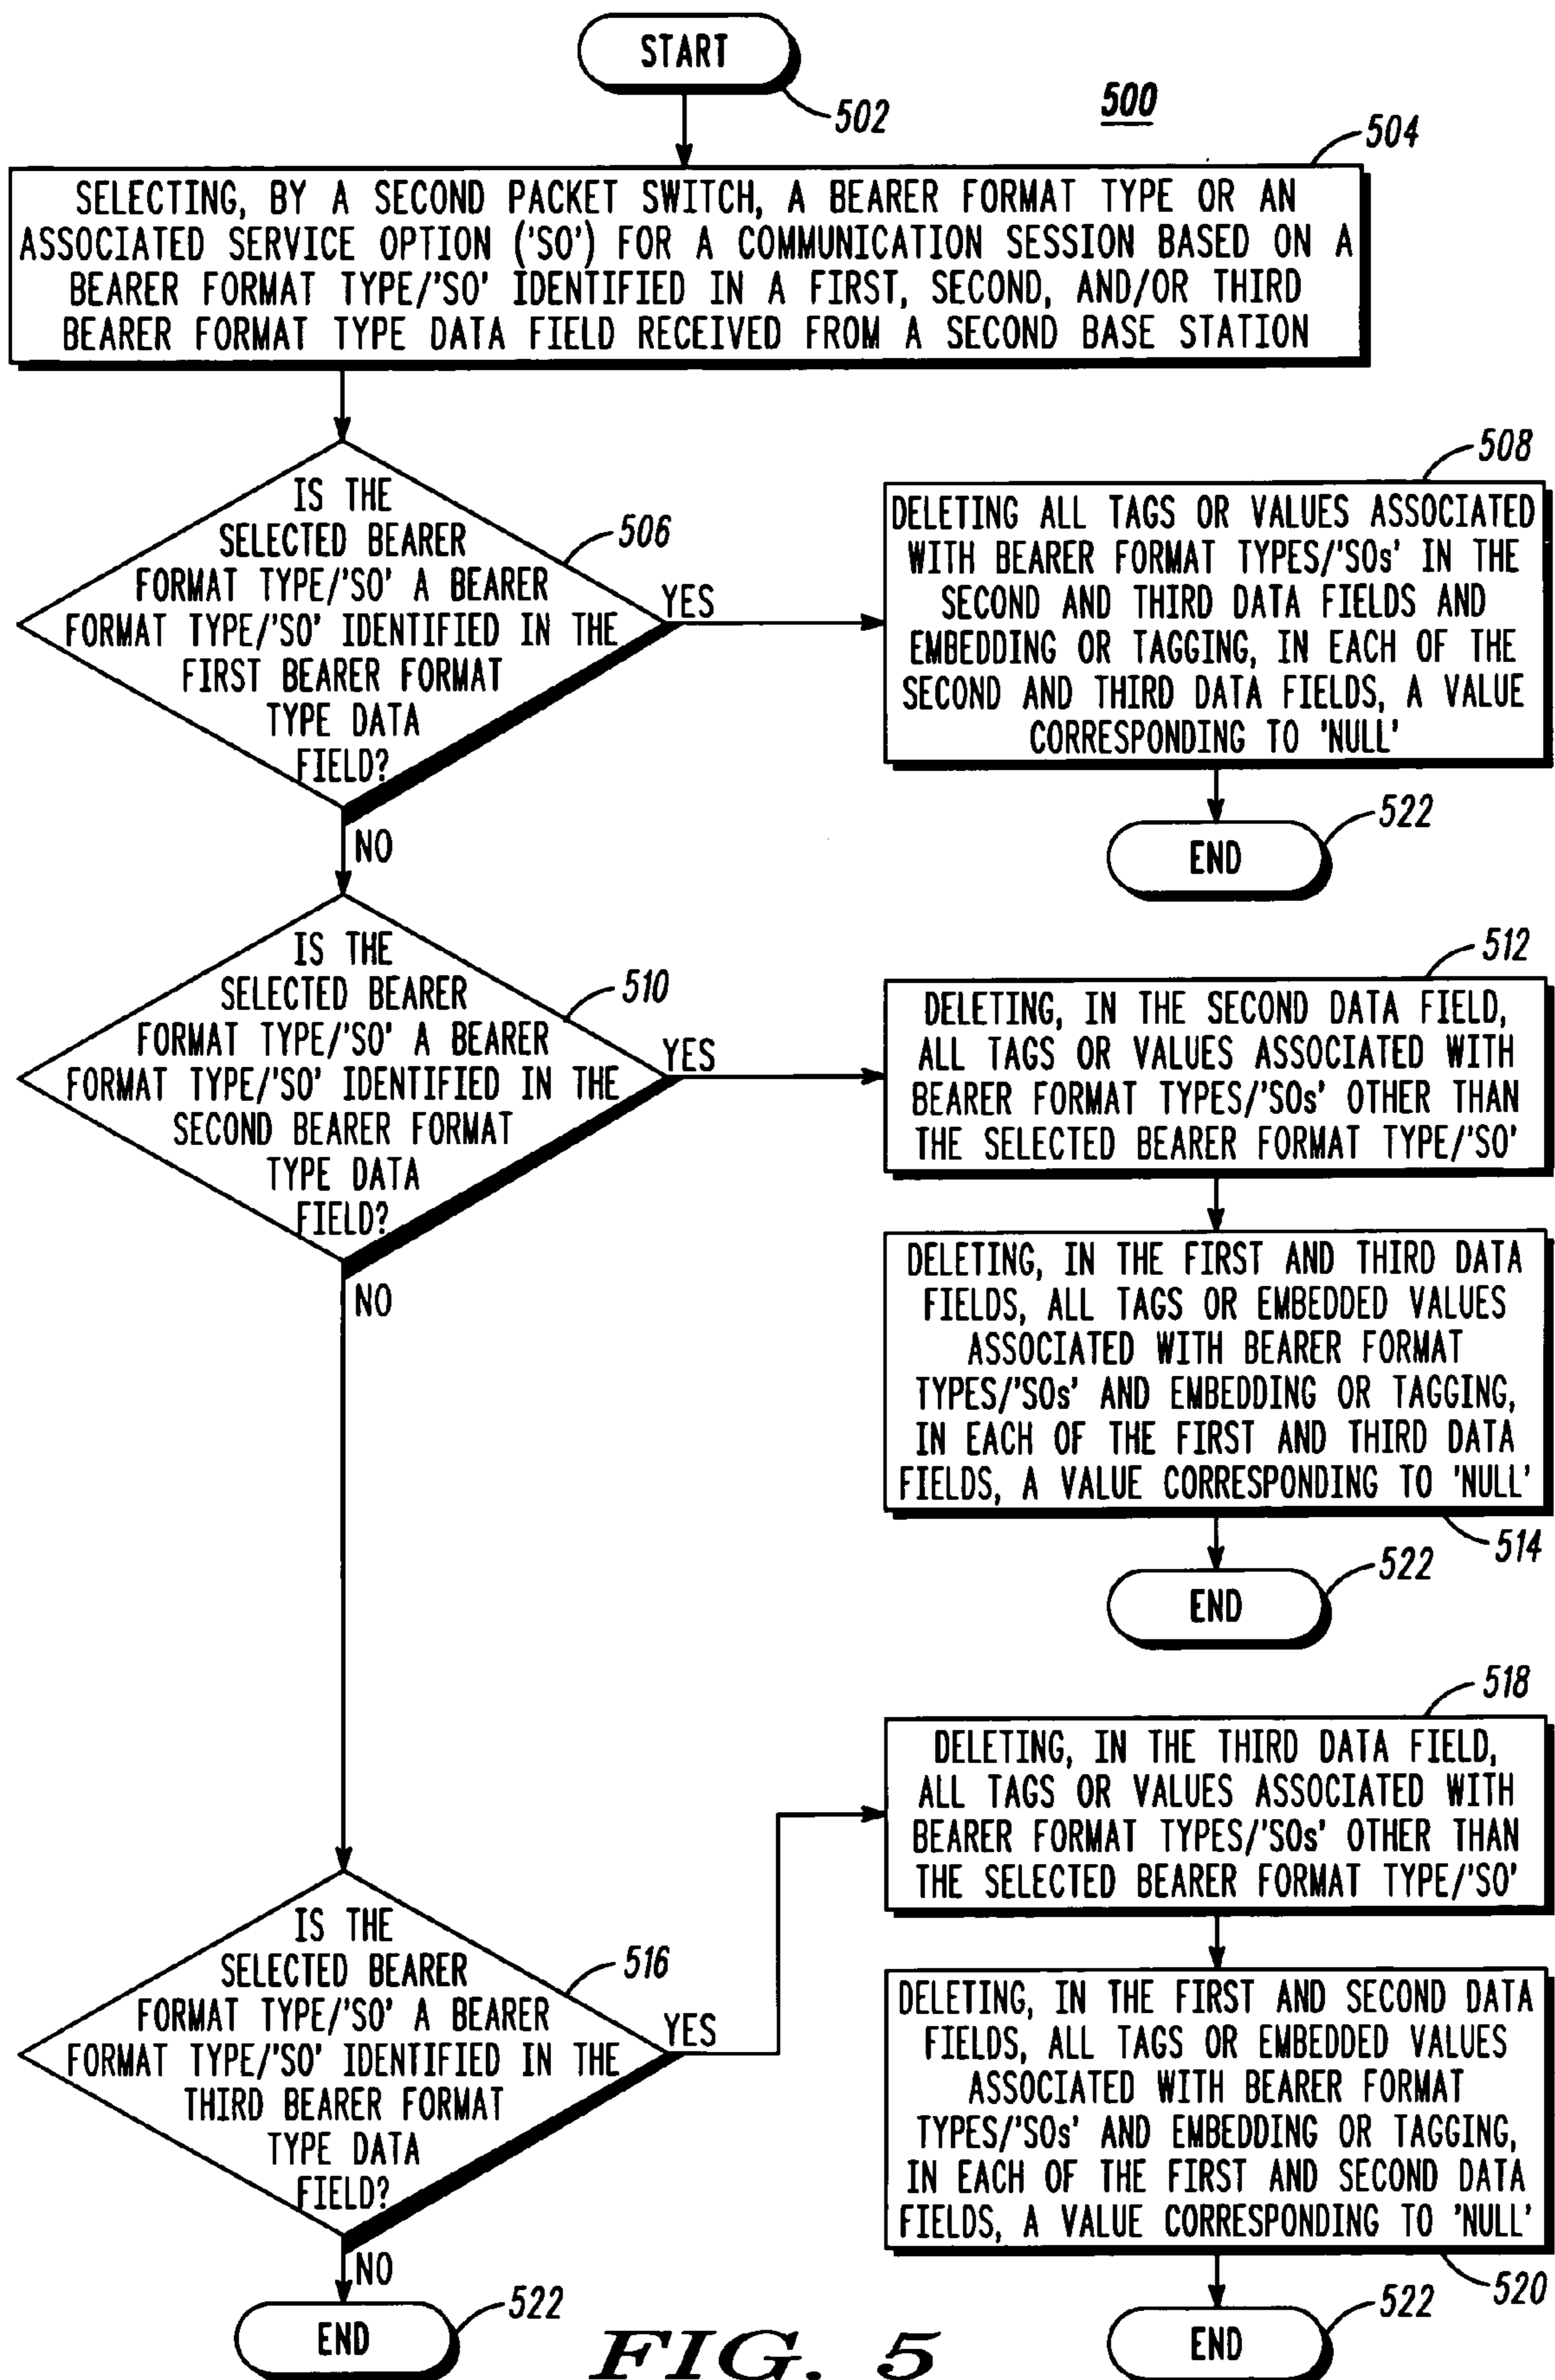 START
502
500
504
SELECTING, BY A SECOND PACKET SWITCH, A BEARER FORMAT TYPE OR AN
ASSOCIATED SERVICE OPTION ('SO') FOR A COMMUNICATION SESSION BASED ON A
BEARER FORMAT TYPE/'SO' IDENTIFIED IN A FIRST, SECOND, AND/OR THIRD
BEARER FORMAT TYPE DATA FIELD RECEIVED FROM A SECOND BASE STATION
IS THE
SELECTED BEARER
FORMAT TYPE/'SO' A BEARER
FORMAT TYPE/'SO' IDENTIFIED IN THE
FIRST BEARER FORMAT
TYPE DATA
FIELD?
506
YES
NO
508
DELETING ALL TAGS OR VALUES ASSOCIATED
WITH BEARER FORMAT TYPES/'SOs' IN THE
SECOND AND THIRD DATA FIELDS AND
EMBEDDING OR TAGGING, IN EACH OF THE
SECOND AND THIRD DATA FIELDS, A VALUE
CORRESPONDING TO 'NULL'
522
END
IS THE
SELECTED BEARER
FORMAT TYPE/'SO' A BEARER
FORMAT TYPE/'SO' IDENTIFIED IN THE
SECOND BEARER FORMAT
TYPE DATA
FIELD?
510
YES
NO
512
DELETING, IN THE SECOND DATA FIELD,
ALL TAGS OR VALUES ASSOCIATED WITH
BEARER FORMAT TYPES/'SOs' OTHER THAN
THE SELECTED BEARER FORMAT TYPE/'SO'
DELETING, IN THE FIRST AND THIRD DATA
FIELDS, ALL TAGS OR EMBEDDED VALUES
ASSOCIATED WITH BEARER FORMAT
TYPES/'SOs' AND EMBEDDING OR TAGGING,
IN EACH OF THE FIRST AND THIRD DATA
FIELDS, A VALUE CORRESPONDING TO 'NULL'
514
522
END
IS THE
SELECTED BEARER
FORMAT TYPE/'SO' A BEARER
FORMAT TYPE/'SO' IDENTIFIED IN THE
THIRD BEARER FORMAT
TYPE DATA
FIELD?
516
YES
NO
518
DELETING, IN THE THIRD DATA FIELD,
ALL TAGS OR VALUES ASSOCIATED WITH
BEARER FORMAT TYPES/'SOs' OTHER THAN
THE SELECTED BEARER FORMAT TYPE/'SO'
DELETING, IN THE FIRST AND SECOND DATA
FIELDS, ALL TAGS OR EMBEDDED VALUES
ASSOCIATED WITH BEARER FORMAT
TYPES/'SOs' AND EMBEDDING OR TAGGING,
IN EACH OF THE FIRST AND SECOND DATA
FIELDS, A VALUE CORRESPONDING TO 'NULL'
520
522
END
522
END
FIG. 5